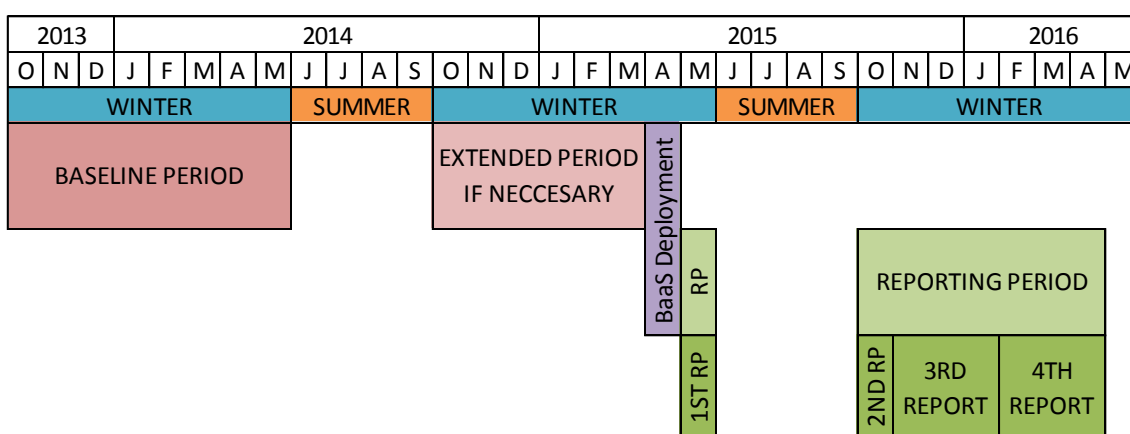 2013 2014 2015 2016
O N D J F M A M J J A S O N D J F M A M J J A S O N D J F M A M
WINTER SUMMER WINTER SUMMER WINTER
BASELINE PERIOD
EXTENDED PERIOD
IF NECCESARY
BaaS Deployment
RP
REPORTING PERIOD
1ST RP
2ND RP
3RD
REPORT
4TH
REPORT